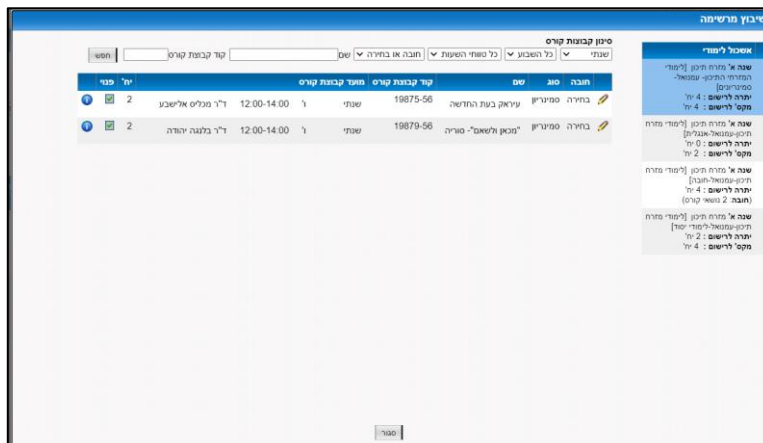 שיבוץ מרשימה
אשכול לימודי
שנה א' מזרח תיכון [לימודי
המזרחי התיכון- עמנואל-
סמינריונים]
יתרה לרישום : 4 יח'
מקס' לרישום : 4 יח'
שנה א' מזרח תיכון [לימודי מזרח
תיכון-עמנואל-אנגלית]
יתרה לרישום : 0 יח'
מקס' לרישום : 2 יח'
שנה א' מזרח תיכון [לימודי מזרח
תיכון-עמנואל-חובה]
יתרה לרישום : 4 יח'
(חובה: 2 נושאי קורס)
שנה א' מזרח תיכון [לימודי מזרח
תיכון-עמנואל-לימודי יסוד]
יתרה לרישום : 2 יח'
מקס' לרישום : 4 יח'
סינון קבוצות קורס
שנתי כל השבוע כל טווחי השעות חובה או בחירה שם קוד קבוצת קורס חפש
חובה סוג שם קוד קבוצת קורס מועד קבוצת קורס יח' פנוי
בחירה סמינריון עיראק בעת החדשה 19875-56 שנתי ו' 12:00-14:00 ד"ר מכליס אלישבע 2
בחירה סמינריון "מכאן ולשאם"- סוריה 19879-56 שנתי ו' 12:00-14:00 ד"ר בלנגה יהודה 2
סגור